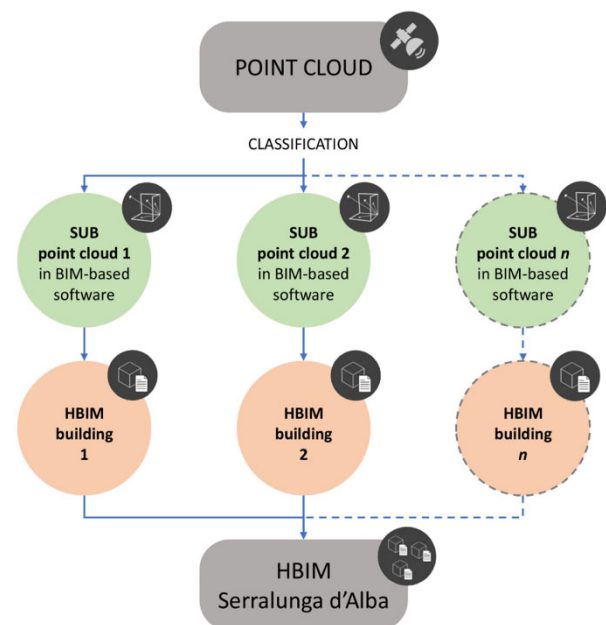 POINT CLOUD
CLASSIFICATION
SUB
point cloud 1
in BIM-based
software
SUB
point cloud 2
in BIM-based
software
SUB
point cloud n
in BIM-based
software
HBIM
building
1
HBIM
building
2
HBIM
building
n
HBIM
Serralunga d’Alba